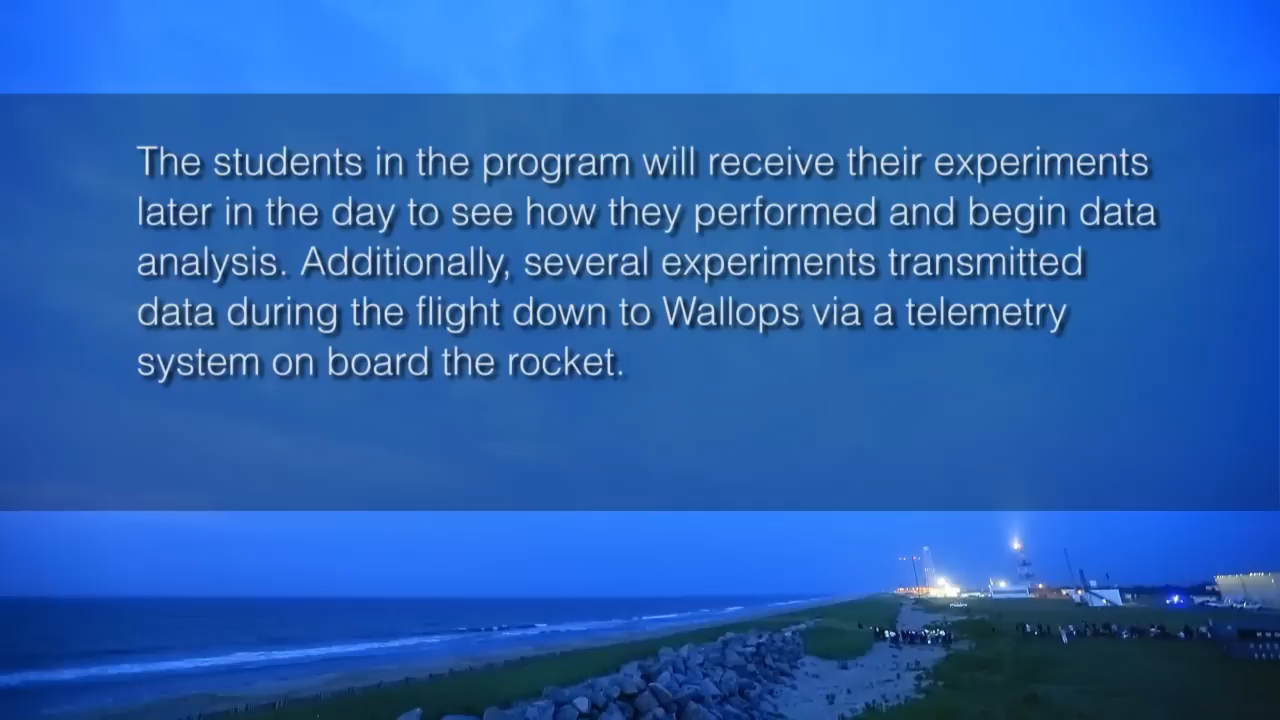 The students in the program will receive their experiments
later in the day to see how they performed and begin data
analysis. Additionally, several experiments transmitted
data during the flight down to Wallops via a telemetry
system on board the rocket.